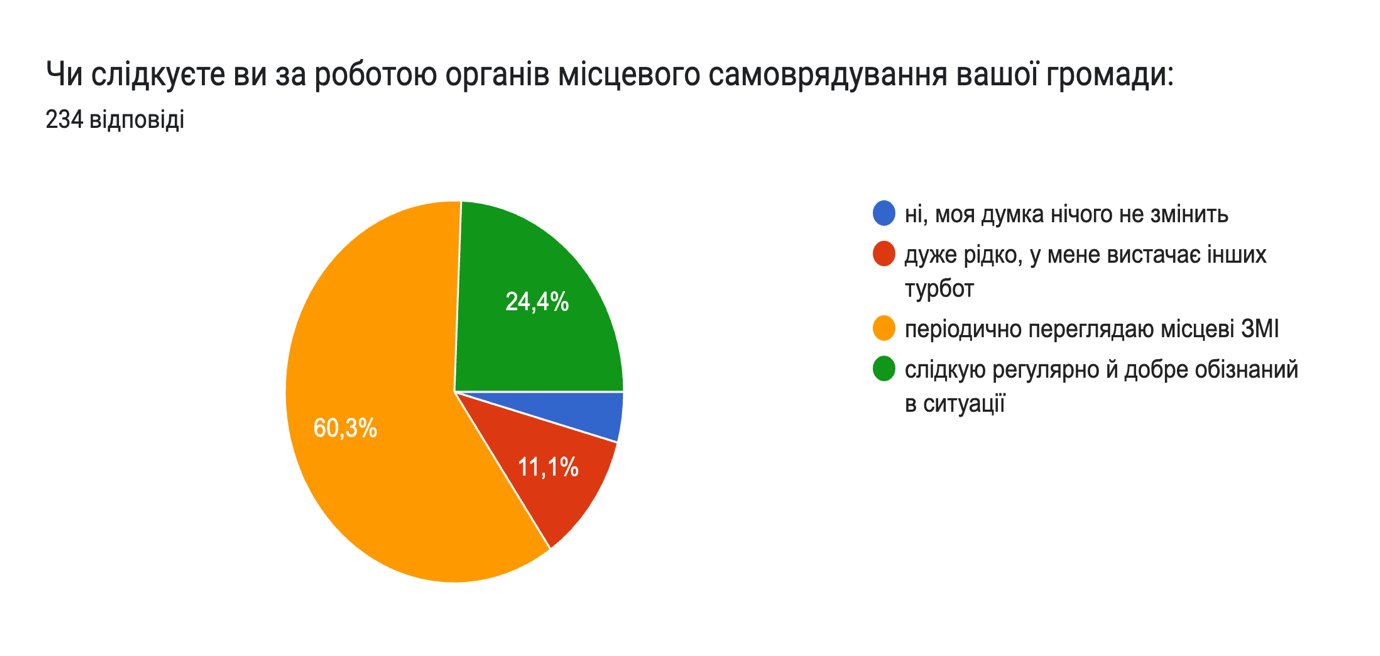 Чи слідкуєте ви за роботою органів місцевого самоврядування вашої громади:
234 відповіді
ні, моя думка нічого не змінить
дуже рідко, у мене вистачає інших
турбот
періодично переглядаю місцеві ЗМІ
слідкую регулярно й добре обізнаний
в ситуації
24,4%
60,3%
11,1%